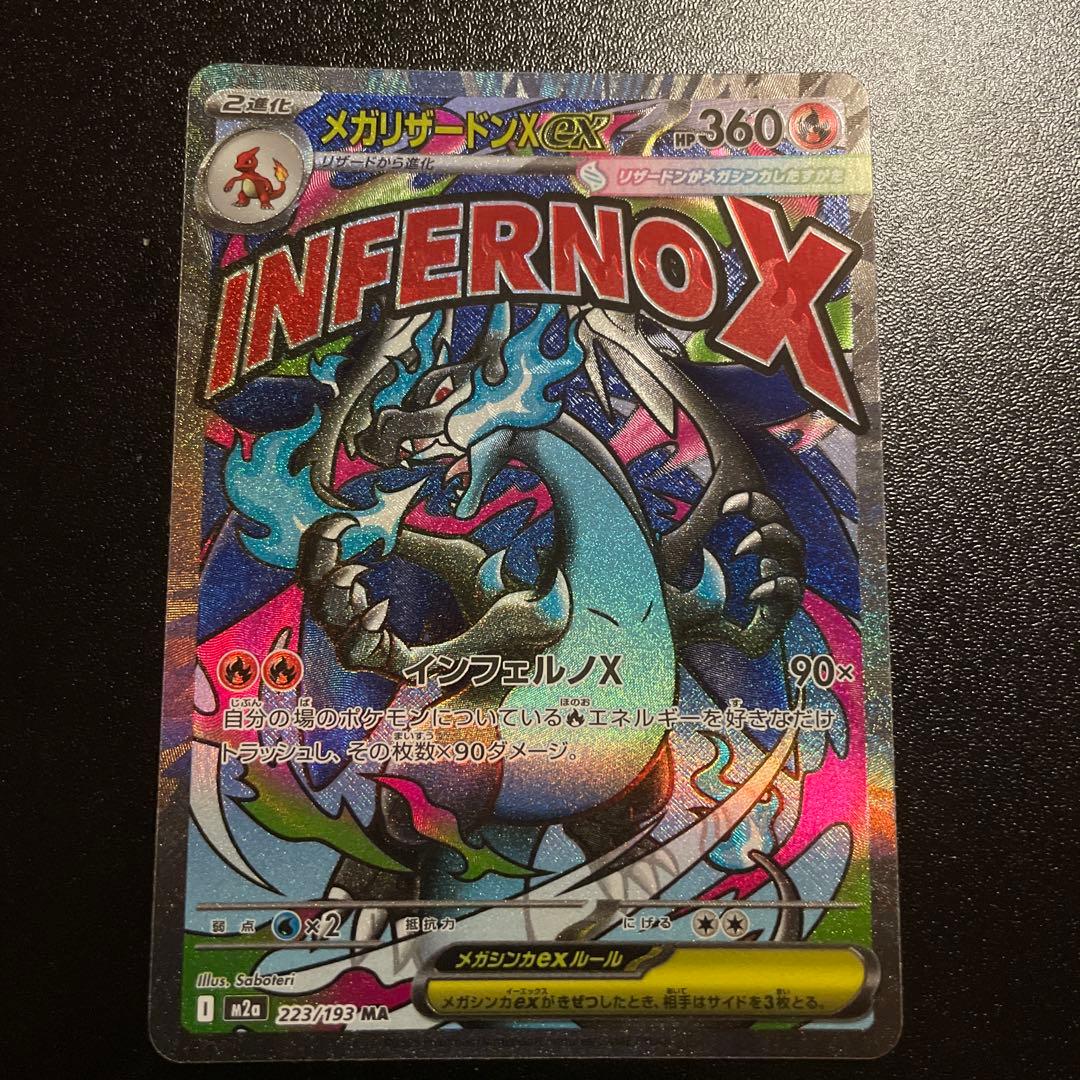 2進化
メガリザードンXex
HP360
リザードから進化
リザードンがメガシンカしたすがた
INFERNO X
インフェルノX 90×
自分の場のポケモンについているエネルギーを好きなだけ
トラッシュし、その枚数×90ダメージ。
弱点 ×2 抵抗力 にげる
メガシンカexルール
メガシンカexがきぜつしたとき、相手はサイドを3枚とる。
Illus. Saboteri
I m2a 223/193 MA